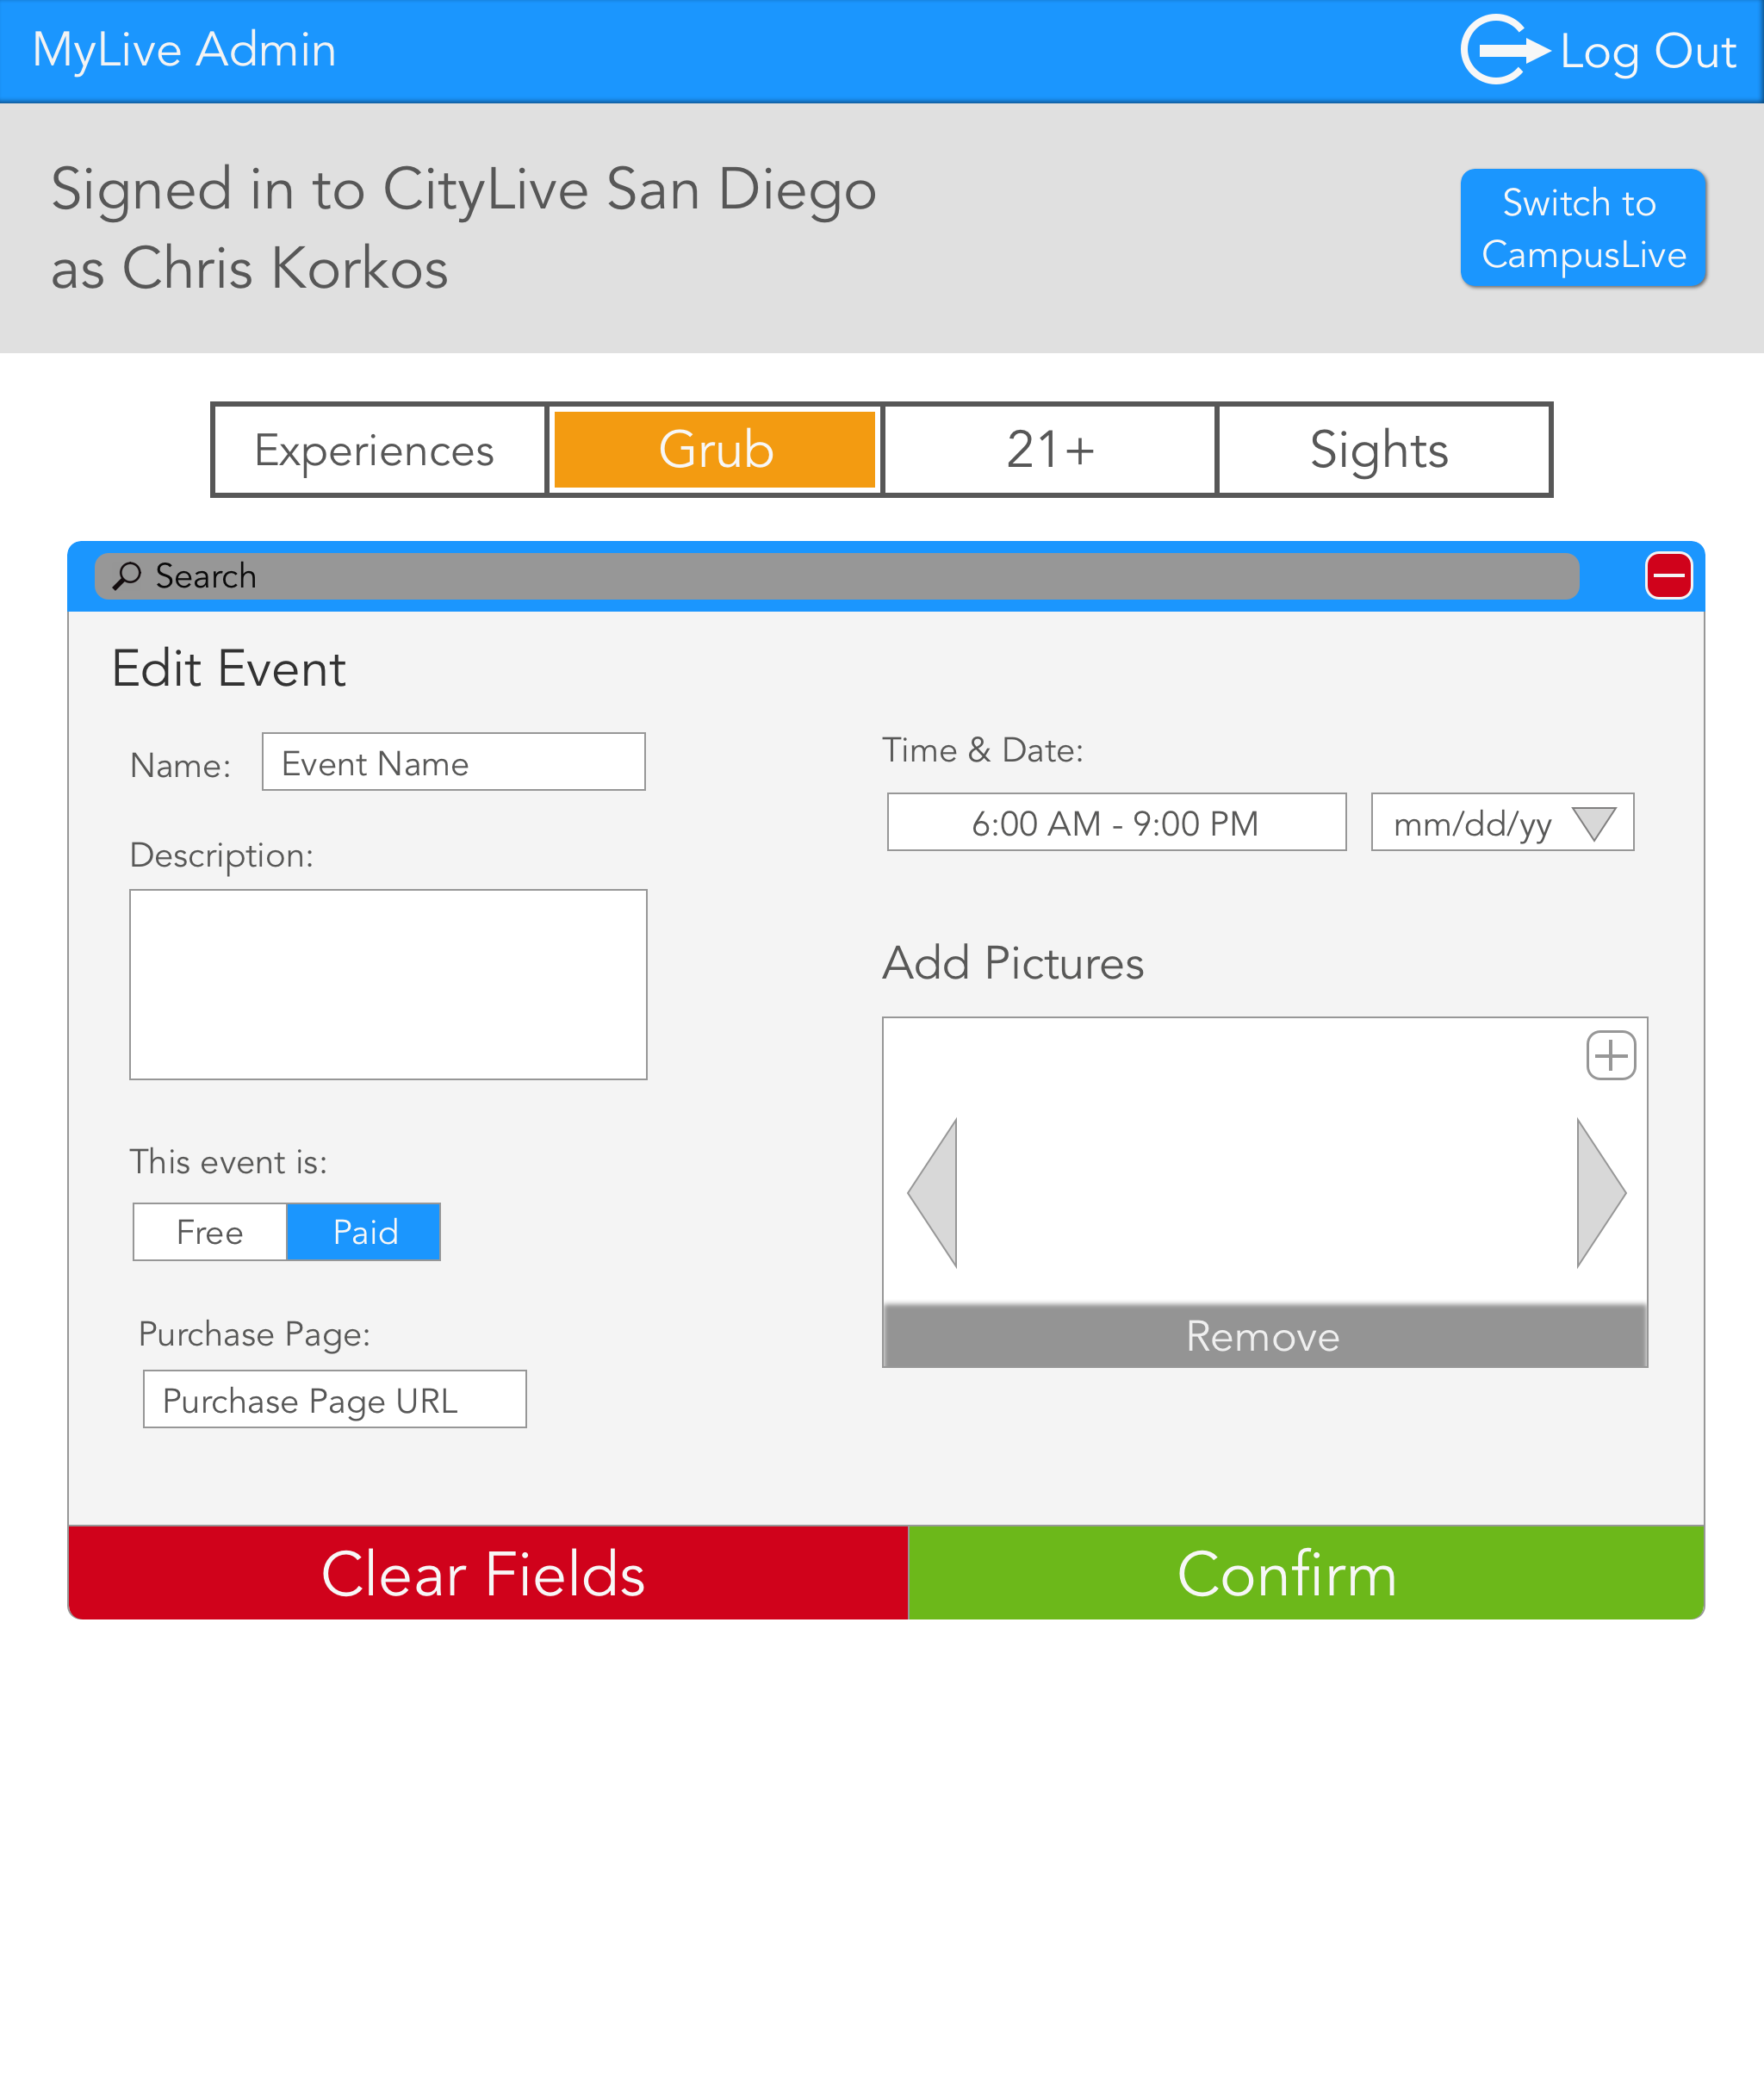 MyLive Admin
Log Out
Signed in to CityLive San Diego
as Chris Korkos
Switch to
CampusLive
Experiences
Grub
21+
Sights
Search
Edit Event
Name:
Event Name
Description:
This event is:
Free
Paid
Purchase Page:
Purchase Page URL
Time & Date:
6:00 AM - 9:00 PM
mm/dd/yy
Add Pictures
Remove
Clear Fields
Confirm